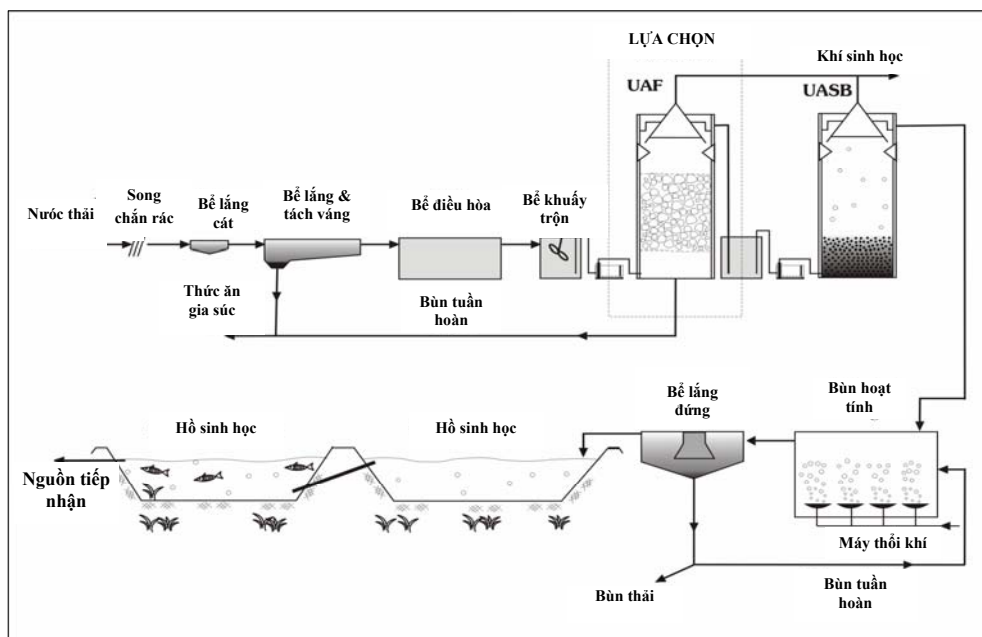 LỰA CHỌN
Khí sinh học
UAF
UASB
Nước thải
Song
chắn rác
Bể lắng
cát
Bể lắng &
tách váng
Bể điều hòa
Bể khuấy
trộn
Thức ăn
gia súc
Bùn tuần
hoàn
Hồ sinh học
Hồ sinh học
Bể lắng
đứng
Bùn hoạt
tính
Nguồn tiếp
nhận
Máy thổi khí
Bùn thải
Bùn tuần
hoàn